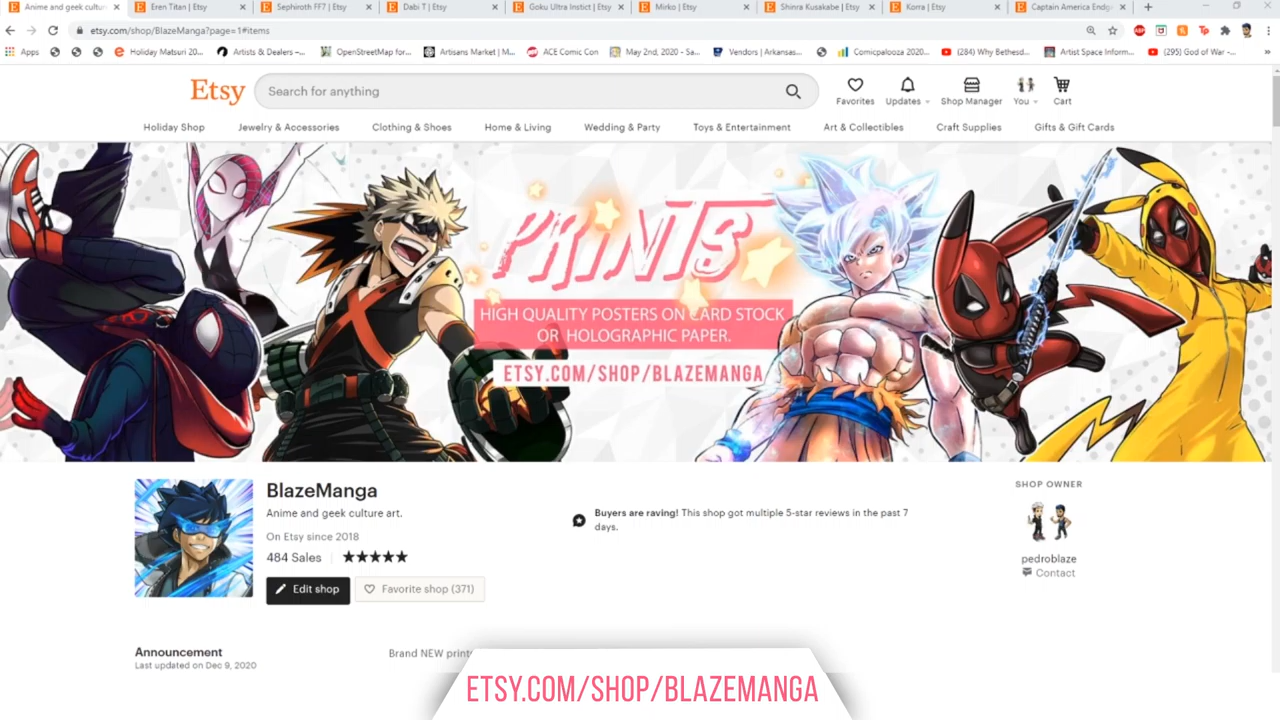 Anime and geek cultur
Eren Titan | Etsy
Sephiroth FF7 | Etsy
Dabi T | Etsy
Goku Ultra Instict | Etsy
Mirko | Etsy
Shinra Kusakabe | Etsy
Korra | Etsy
Captain America Endg
etsy.com/shop/BlazeManga?page=1#items
Apps
Holiday Matsuri 20...
Artists & Dealers –...
OpenStreetMap for...
Artisans Market | M...
ACE Comic Con
May 2nd, 2020 - Sa...
Vendors | Arkansas...
Comicpalooza 2020...
(284) Why Bethesd...
Artist Space Inform...
(295) God of War -...
Etsy
Search for anything
Favorites
Updates
Shop Manager
You
Cart
Holiday Shop
Jewelry & Accessories
Clothing & Shoes
Home & Living
Wedding & Party
Toys & Entertainment
Art & Collectibles
Craft Supplies
Gifts & Gift Cards
PRINTS
HIGH QUALITY POSTERS ON CARD STOCK
OR HOLOGRAPHIC PAPER.
ETSY.COM/SHOP/BLAZEMANGA
BlazeManga
Anime and geek culture art.
On Etsy since 2018
484 Sales
Edit shop
Favorite shop (371)
Buyers are raving! This shop got multiple 5-star reviews in the past 7
days.
SHOP OWNER
pedroblaze
Contact
Announcement
Last updated on Dec 9, 2020
Brand NEW print
ETSY.COM/SHOP/BLAZEMANGA